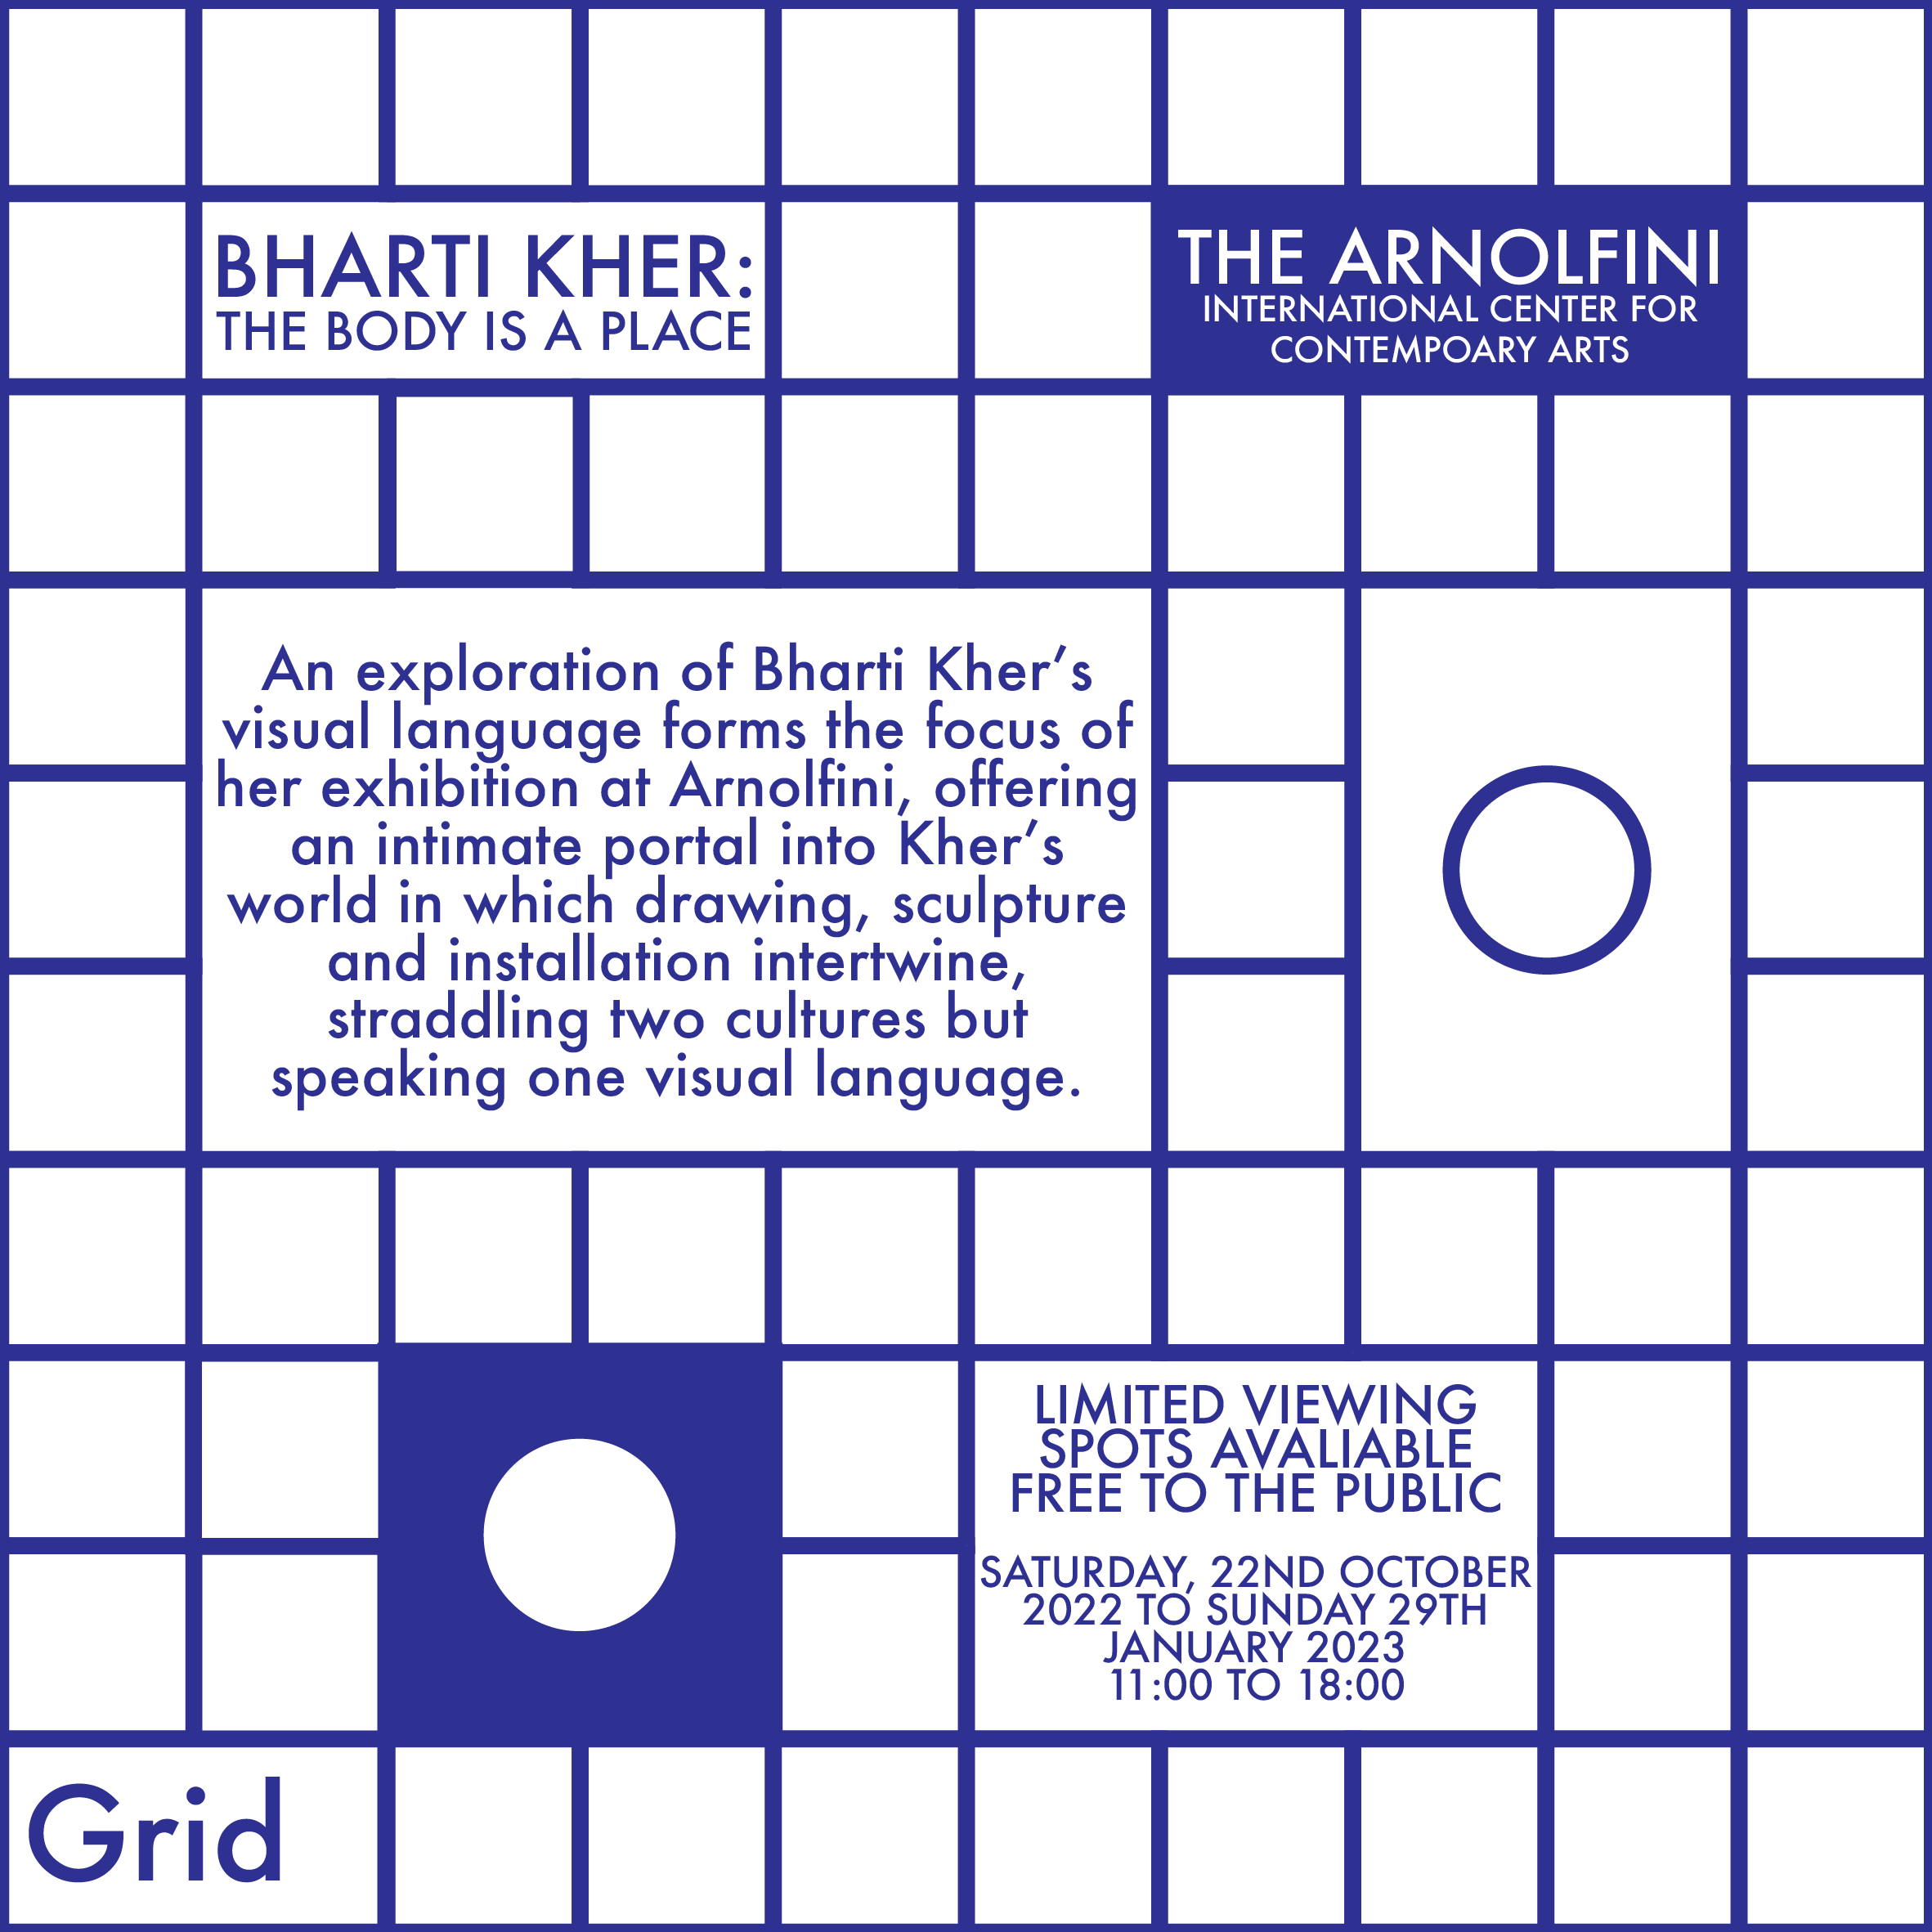 BHARTI KHER:
THE BODY IS A PLACE
THE ARNOLFINI
INTERNATIONAL CENTER FOR
CONTEMPOARY ARTS
An exploration of Bharti Kher’s
visual language forms the focus of
her exhibition at Arnolfini, offering
an intimate portal into Kher’s
world in which drawing, sculpture
and installation intertwine,
straddling two cultures but
speaking one visual language.
LIMITED VIEWING
SPOTS AVALIABLE
FREE TO THE PUBLIC
SATURDAY, 22ND OCTOBER
2022 TO SUNDAY 29TH
JANUARY 2023
11:00 TO 18:00
Grid